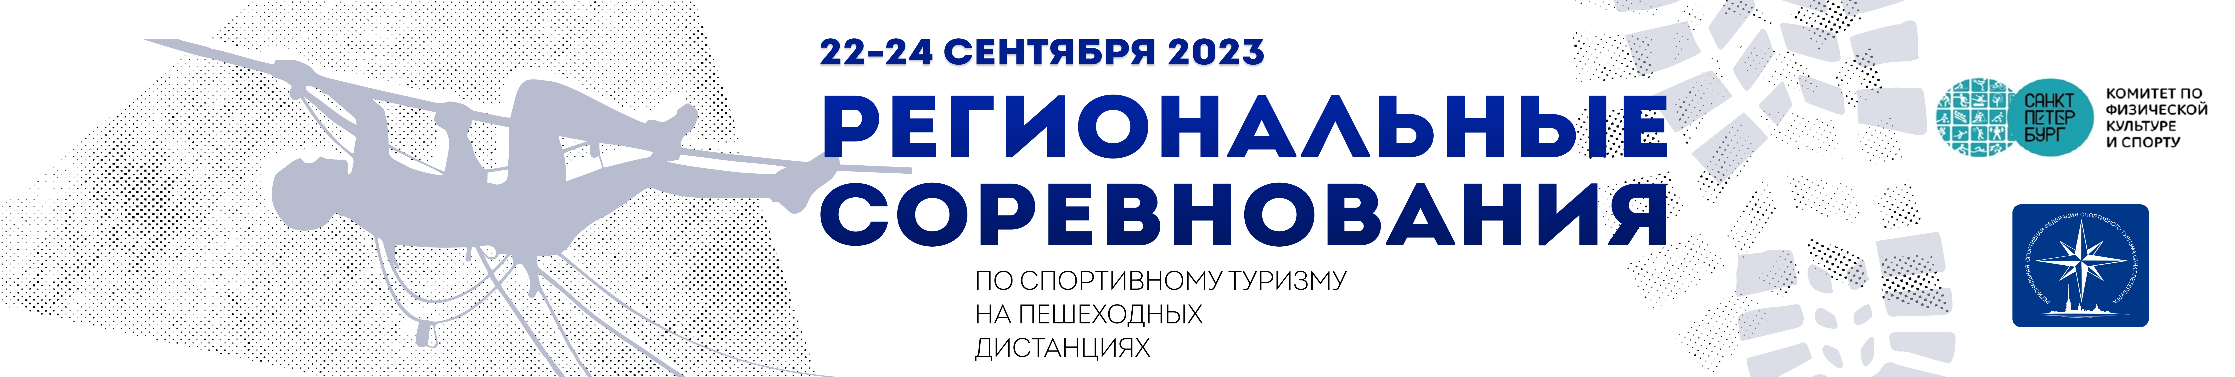 22-24 СЕНТЯБРЯ 2023
РЕГИОНАЛЬНЫЕ
СОРЕВНОВАНИЯ
ПО СПОРТИВНОМУ ТУРИЗМУ
НА ПЕШЕХОДНЫХ
ДИСТАНЦИЯХ
САНКТ
ПЕТЕР
БУРГ
КОМИТЕТ ПО
ФИЗИЧЕСКОЙ
КУЛЬТУРЕ
И СПОРТУ